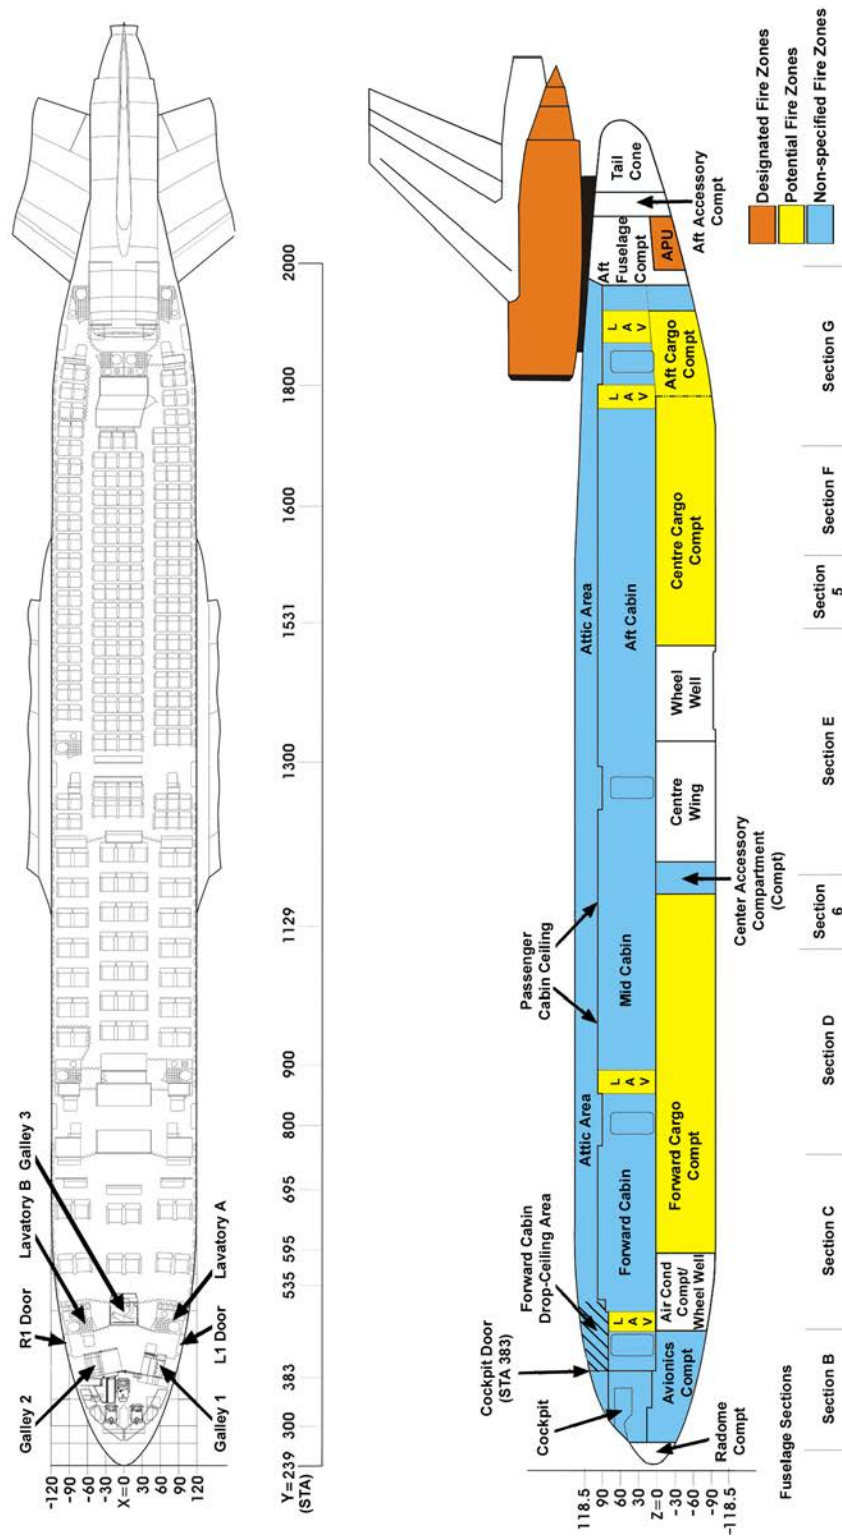 R1 Door
Lavatory B
Galley 3
Galley 2
Galley 1
L1 Door
Lavatory A
-120
-90
-60
-30
X=0
30
60
90
120
Y=239
(STA)
300
383
535
595
695
800
900
1129
1300
1531
1600
1800
2000
Cockpit Door
(STA 383)
Forward Cabin
Drop-Ceiling Area
Passenger
Cabin Ceiling
Attic Area
Attic Area
Cockpit
LAV
Forward Cabin
LAV
Mid Cabin
Aft Cabin
LAV
LAV
Aft
Fuselage
Compt
Tail
Cone
Avionics
Compt
Air Cond
Compt/
Wheel Well
Forward Cargo
Compt
Centre
Wing
Wheel
Well
Centre Cargo
Compt
Aft Cargo
Compt
APU
Radome
Compt
Center Accessory
Compartment
(Compt)
Aft Accessory
Compt
118.5
90
60
30
Z=0
-30
-60
-90
-118.5
Designated Fire Zones
Potential Fire Zones
Non-specified Fire Zones
Fuselage Sections
Section B
Section C
Section D
Section
6
Section E
Section
5
Section F
Section G